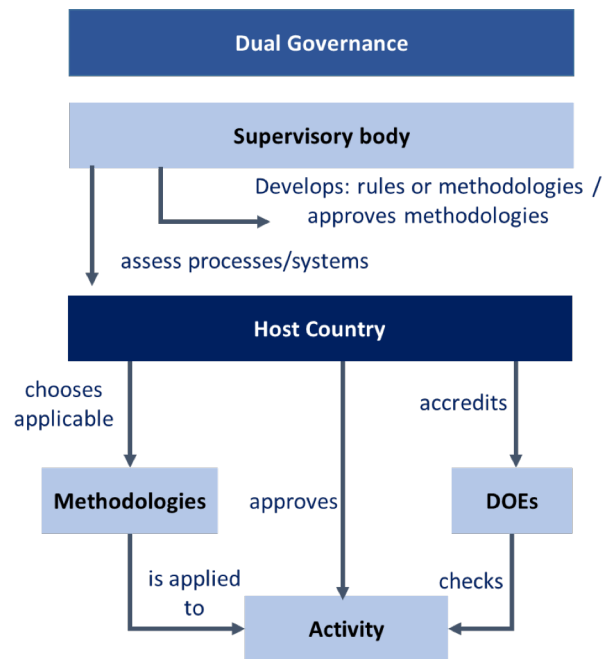 Dual Governance
Supervisory body
Develops: rules or methodologies /
approves methodologies
assess processes/systems
Host Country
chooses
applicable
accredits
Methodologies
approves
DOEs
is applied
to
checks
Activity